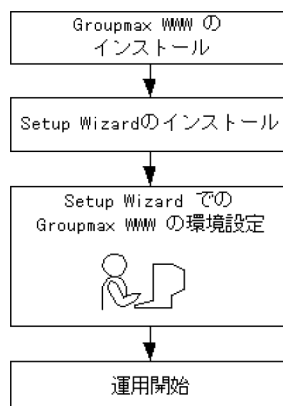 Groupmax WWW の
インストール
Setup Wizardのインストール
Setup Wizard での
Groupmax WWW の環境設定
運用開始